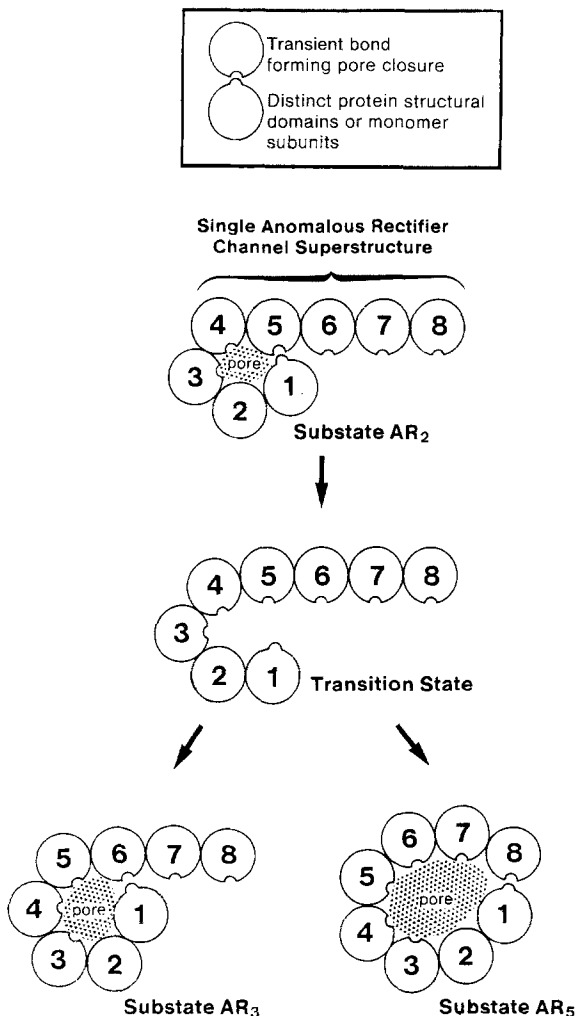 Transient bond
forming pore closure
Distinct protein structural
domains or monomer
subunits
Single Anomalous Rectifier
Channel Superstructure
4 5 6 7 8
pore
3 1
2
Substate AR₂
4 5 6 7 8
3
2 1
Transition State
5 6 7 8
4 pore 1
3 2
Substate AR₃
6 7 8
5
pore
4 1
3 2
Substate AR₅